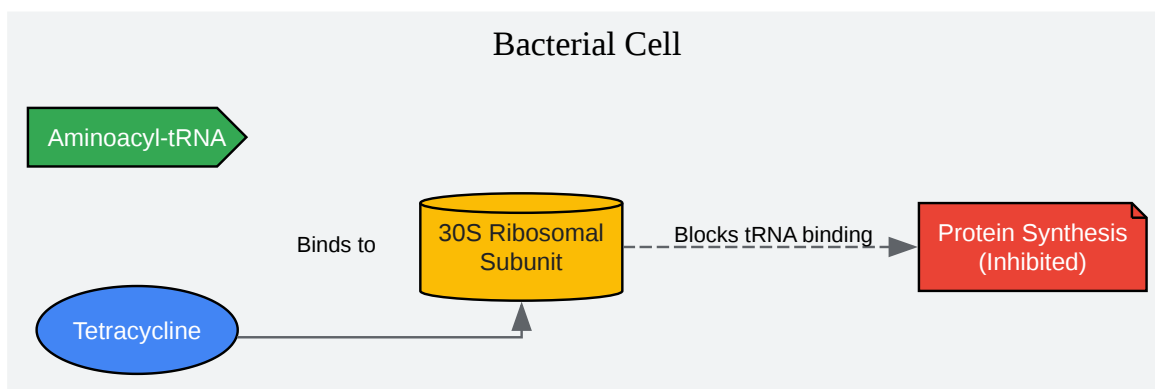 Bacterial Cell
Aminoacyl-tRNA
Binds to
30S Ribosomal
Subunit
Blocks tRNA binding
Protein Synthesis
(Inhibited)
Tetracycline